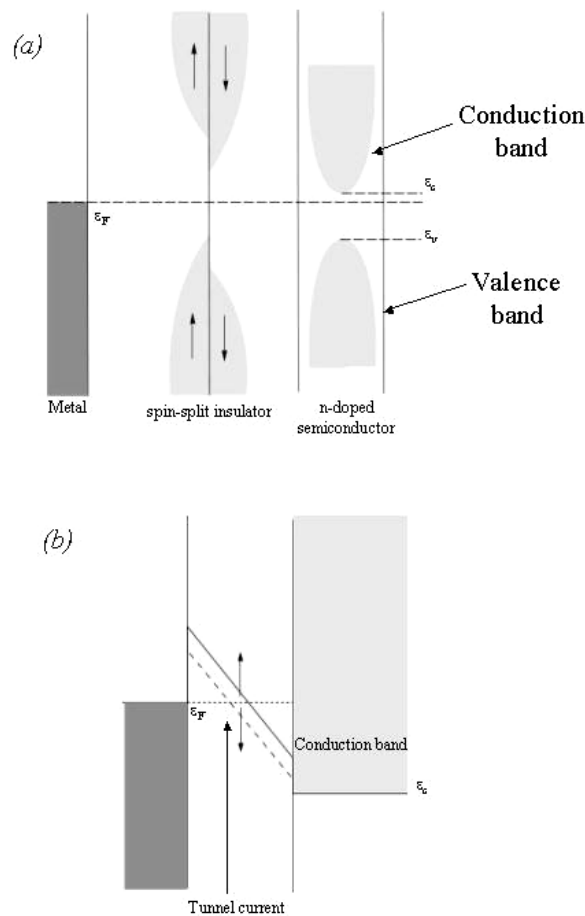 (a)
Conduction
band
ε_c
ε_F
ε_v
Valence
band
Metal
spin-split insulator
n-doped
semiconductor
(b)
ε_F
Conduction band
ε_c
Tunnel current